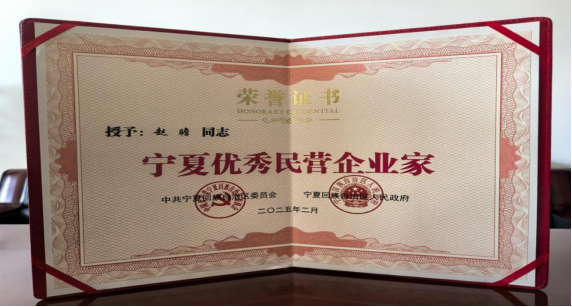 荣誉证书
HONORARY CREDENTIAL
授予：赵 瞻 同志
宁夏优秀民营企业家
中共宁夏回族自治区委员会 宁夏回族自治区人民政府
二〇二五年二月